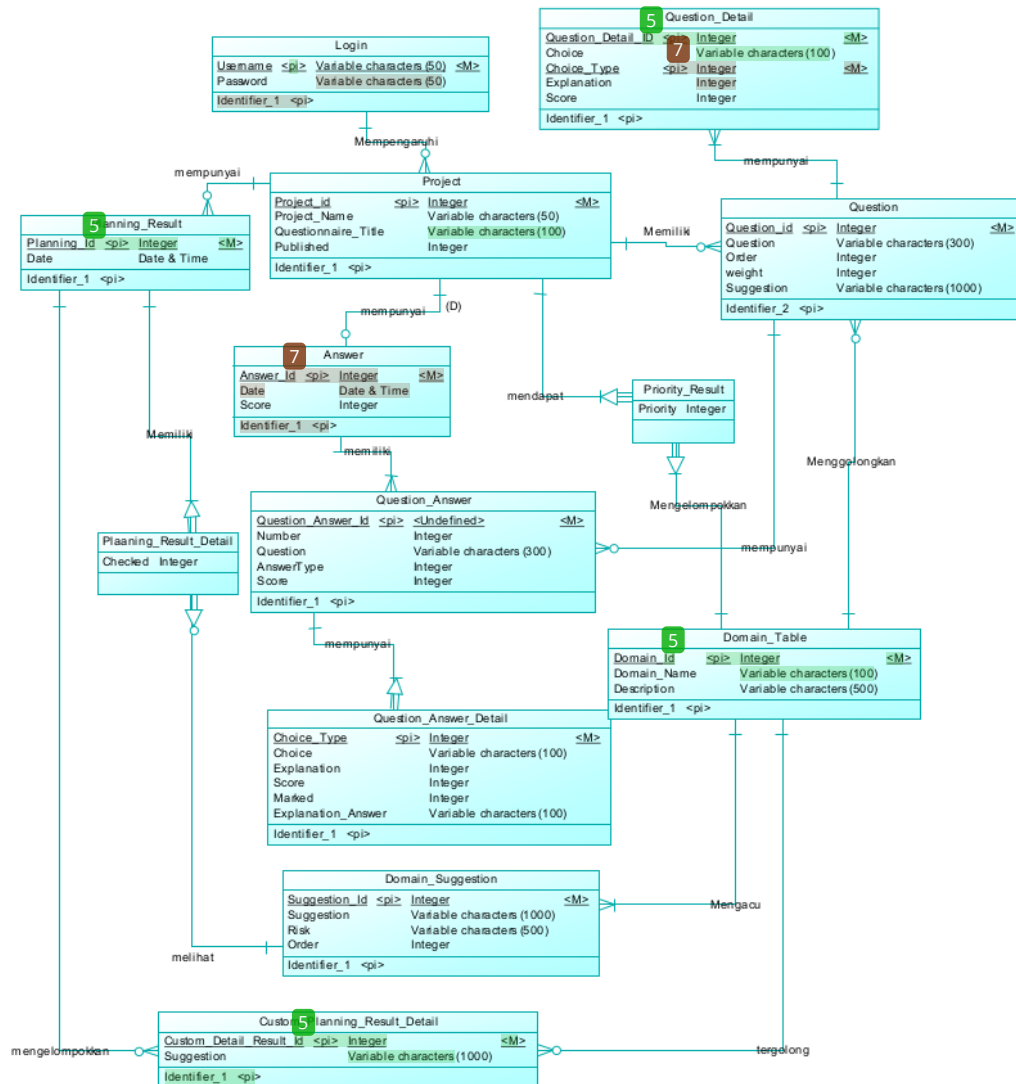 5 Question_Detail
Question_Detail_ID <pi> Integer <M>
7
Choice Variable characters (100)
Choice_Type <pi> Integer <M>
Explanation Integer
Score Integer
Identifier_1 <pi>
Login
Username <pi> Variable characters (50) <M>
Password Variable characters (50)
Identifier_1 <pi>
Mempengaruhi
mempunyai
mempunyai
Project
Project_id <pi> Integer <M>
Project_Name Variable characters (50)
Questionnaire_Title Variable characters (100)
Published Integer
Identifier_1 <pi>
Memiliki
Question
Question_id <pi> Integer <M>
Question Variable characters (300)
Order Integer
weight Integer
Suggestion Variable characters (1000)
Identifier_2 <pi>
5 Planning_Result
Planning_Id <pi> Integer <M>
Date Date & Time
Identifier_1 <pi>
mempunyai (D)
7 Answer
Answer_Id <pi> Integer <M>
Date Date & Time
Score Integer
Identifier_1 <pi>
mendapat
Priority_Result
Priority Integer
Memiliki
memiliki
Menggolongkan
Mengelompokkan
Question_Answer
Question_Answer_Id <pi> <Undefined> <M>
Number Integer
Question Variable characters (300)
AnswerType Integer
Score Integer
Identifier_1 <pi>
mempunyai
Plaaning_Result_Detail
Checked Integer
mempunyai
5 Domain_Table
Domain_Id <pi> Integer <M>
Domain_Name Variable characters (100)
Description Variable characters (500)
Identifier_1 <pi>
Question_Answer_Detail
Choice_Type <pi> Integer <M>
Choice Variable characters (100)
Explanation Integer
Score Integer
Marked Integer
Explanation_Answer Variable characters (100)
Identifier_1 <pi>
Domain_Suggestion
Suggestion_Id <pi> Integer <M>
Suggestion Variable characters (1000)
Risk Variable characters (500)
Order Integer
Identifier_1 <pi>
Mengacu
melihat
5 Custom_Planning_Result_Detail
Custom_Detail_Result_Id <pi> Integer <M>
Suggestion Variable characters (1000)
Identifier_1 <pi>
mengelompokkan
tergolong